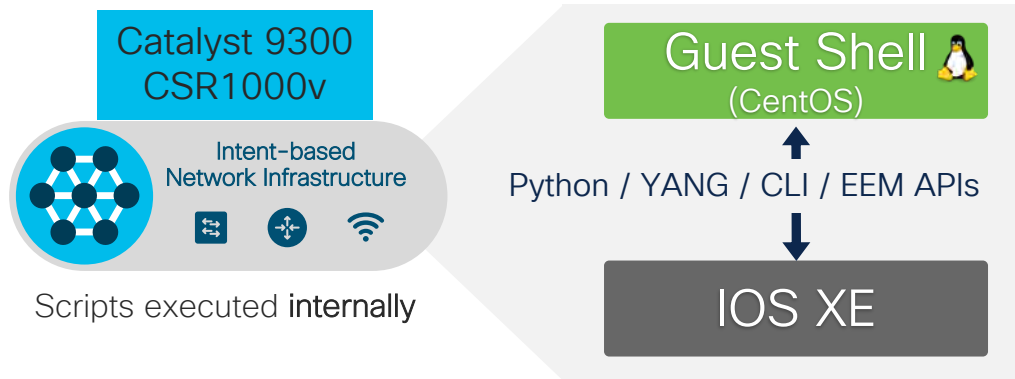 Catalyst 9300
CSR1000v
Intent-based
Network Infrastructure
Scripts executed internally
Guest Shell
(CentOS)
Python / YANG / CLI / EEM APIs
IOS XE